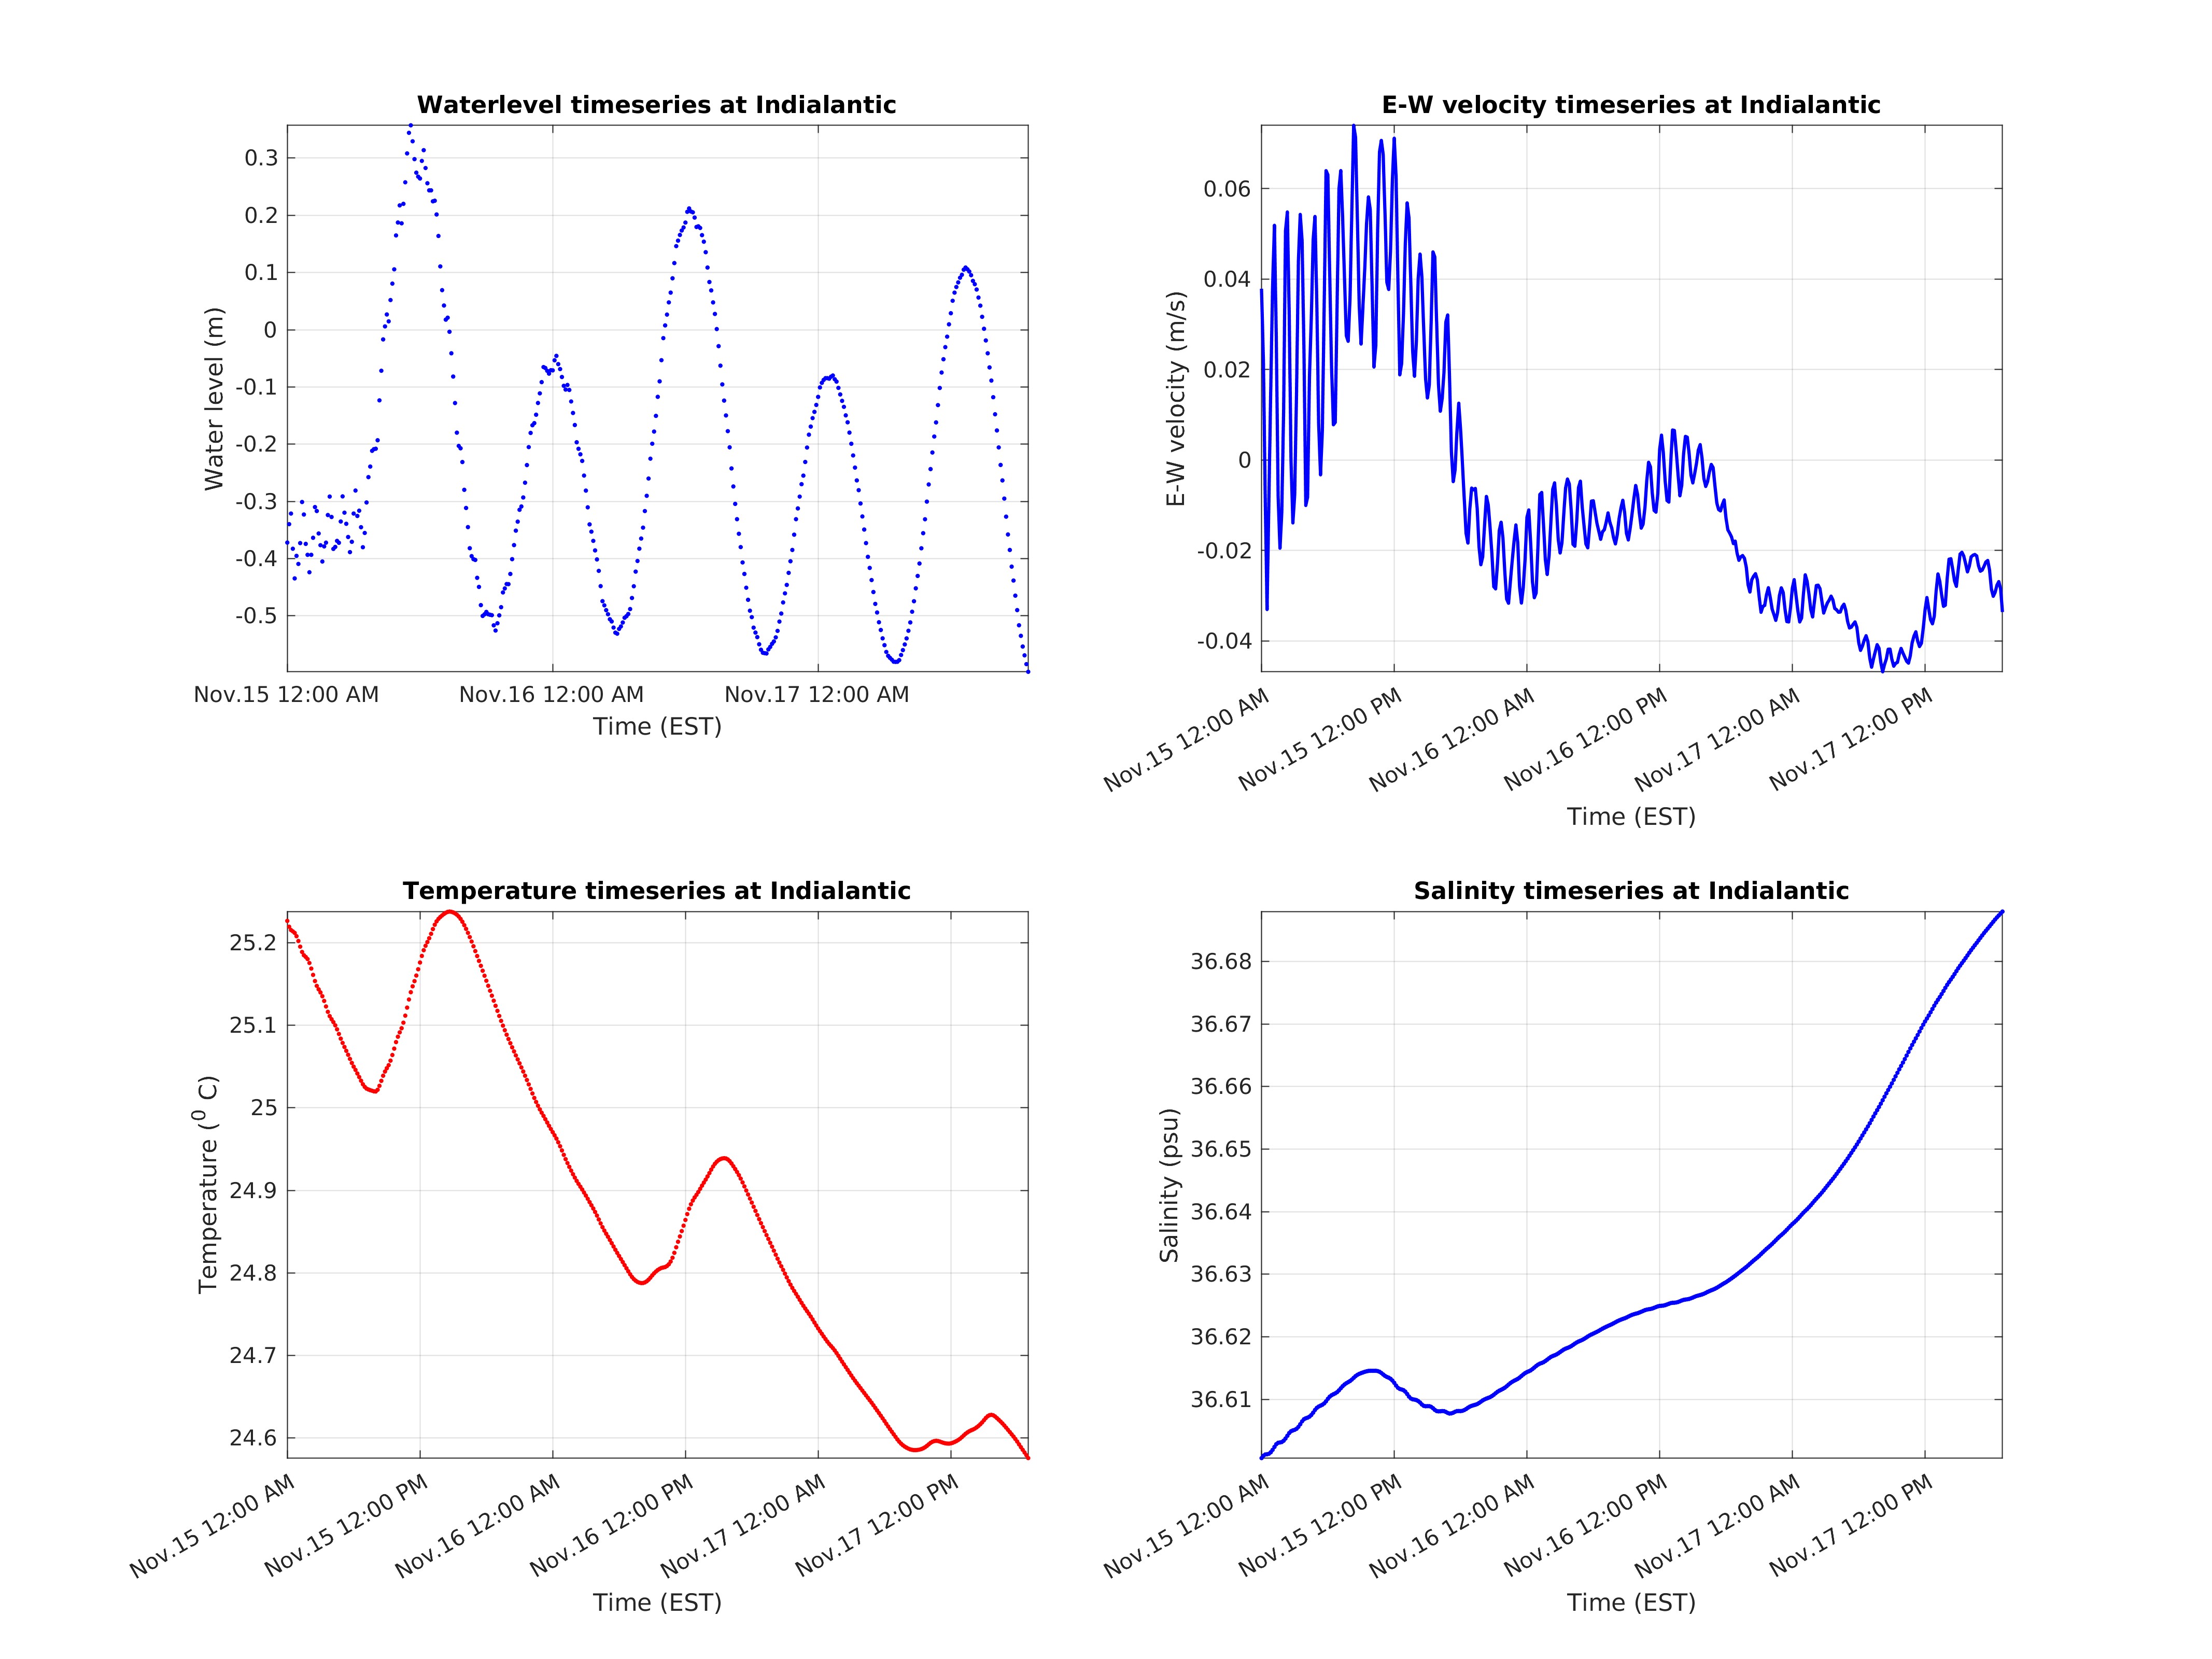 Waterlevel timeseries at Indialantic
Water level (m)
0.3
0.2
0.1
0
-0.1
-0.2
-0.3
-0.4
-0.5
Nov.15 12:00 AM
Nov.16 12:00 AM
Nov.17 12:00 AM
Time (EST)
E-W velocity timeseries at Indialantic
E-W velocity (m/s)
0.06
0.04
0.02
0
-0.02
-0.04
Nov.15 12:00 AM
Nov.15 12:00 PM
Nov.16 12:00 AM
Nov.16 12:00 PM
Nov.17 12:00 AM
Nov.17 12:00 PM
Time (EST)
Temperature timeseries at Indialantic
Temperature (⁰ C)
25.2
25.1
25
24.9
24.8
24.7
24.6
Nov.15 12:00 AM
Nov.15 12:00 PM
Nov.16 12:00 AM
Nov.16 12:00 PM
Nov.17 12:00 AM
Nov.17 12:00 PM
Time (EST)
Salinity timeseries at Indialantic
Salinity (psu)
36.68
36.67
36.66
36.65
36.64
36.63
36.62
36.61
Nov.15 12:00 AM
Nov.15 12:00 PM
Nov.16 12:00 AM
Nov.16 12:00 PM
Nov.17 12:00 AM
Nov.17 12:00 PM
Time (EST)